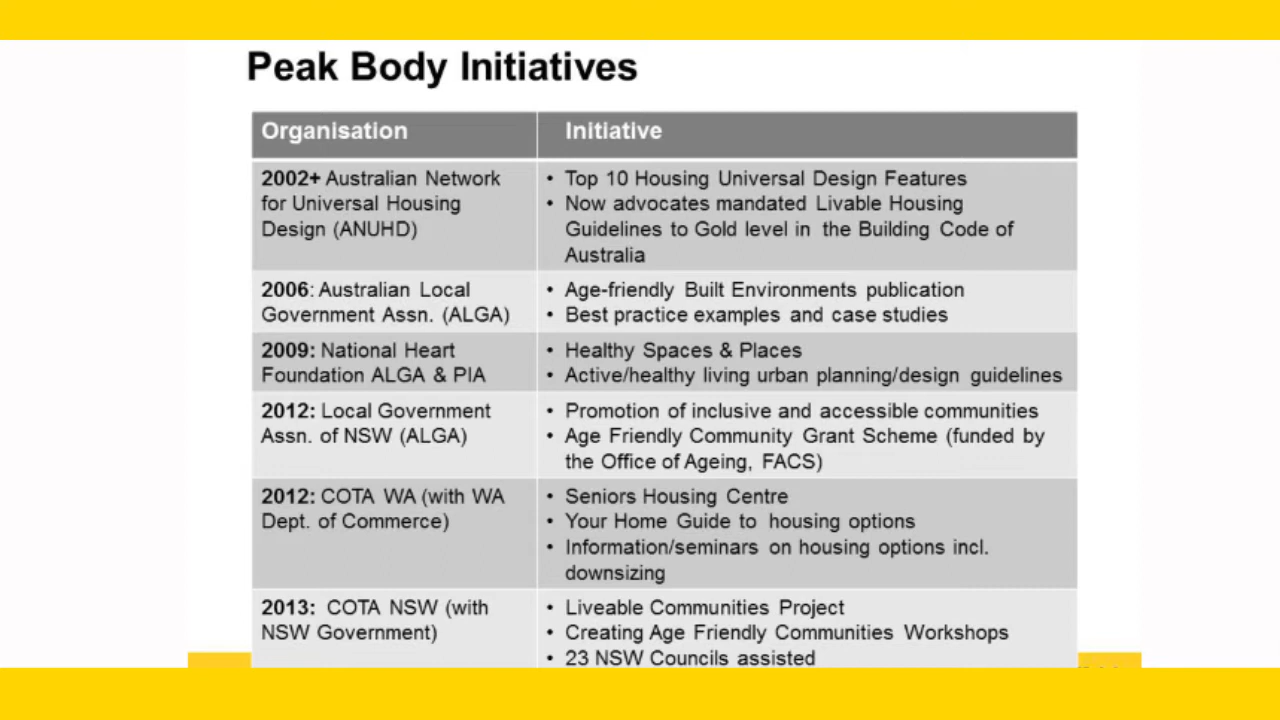 Peak Body Initiatives
Organisation
Initiative
2002+ Australian Network
for Universal Housing
Design (ANUHD)
• Top 10 Housing Universal Design Features
• Now advocates mandated Livable Housing
Guidelines to Gold level in the Building Code of
Australia
2006: Australian Local
Government Assn. (ALGA)
• Age-friendly Built Environments publication
• Best practice examples and case studies
2009: National Heart
Foundation ALGA & PIA
• Healthy Spaces & Places
• Active/healthy living urban planning/design guidelines
2012: Local Government
Assn. of NSW (ALGA)
• Promotion of inclusive and accessible communities
• Age Friendly Community Grant Scheme (funded by
the Office of Ageing, FACS)
2012: COTA WA (with WA
Dept. of Commerce)
• Seniors Housing Centre
• Your Home Guide to housing options
• Information/seminars on housing options incl.
downsizing
2013: COTA NSW (with
NSW Government)
• Liveable Communities Project
• Creating Age Friendly Communities Workshops
• 23 NSW Councils assisted